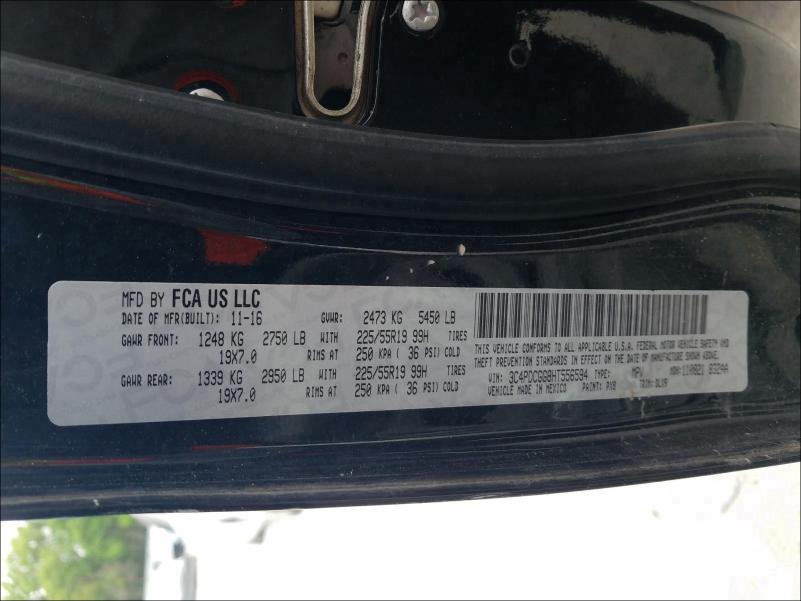 MFD BY FCA US LLC
DATE OF MFR(BUILT): 11-16 GVWR: 2473 KG 5450 LB
GAWR FRONT: 1248 KG 2750 LB WITH 225/55R19 99H TIRES
19X7.0 RIMS AT 250 KPA ( 36 PSI) COLD
GAWR REAR: 1339 KG 2950 LB WITH 225/55R19 99H TIRES
19X7.0 RIMS AT 250 KPA ( 36 PSI) COLD
THIS VEHICLE CONFORMS TO ALL APPLICABLE U.S.A. FEDERAL MOTOR VEHICLE SAFETY AND
THEFT PREVENTION STANDARDS IN EFFECT ON THE DATE OF MANUFACTURE SHOWN ABOVE.
VIN: 3C4PDCGG8HT556594 TYPE: MPV MDH: 110821
VEHICLE MADE IN MEXICO PAINT: PX8 TRIM: DLX9